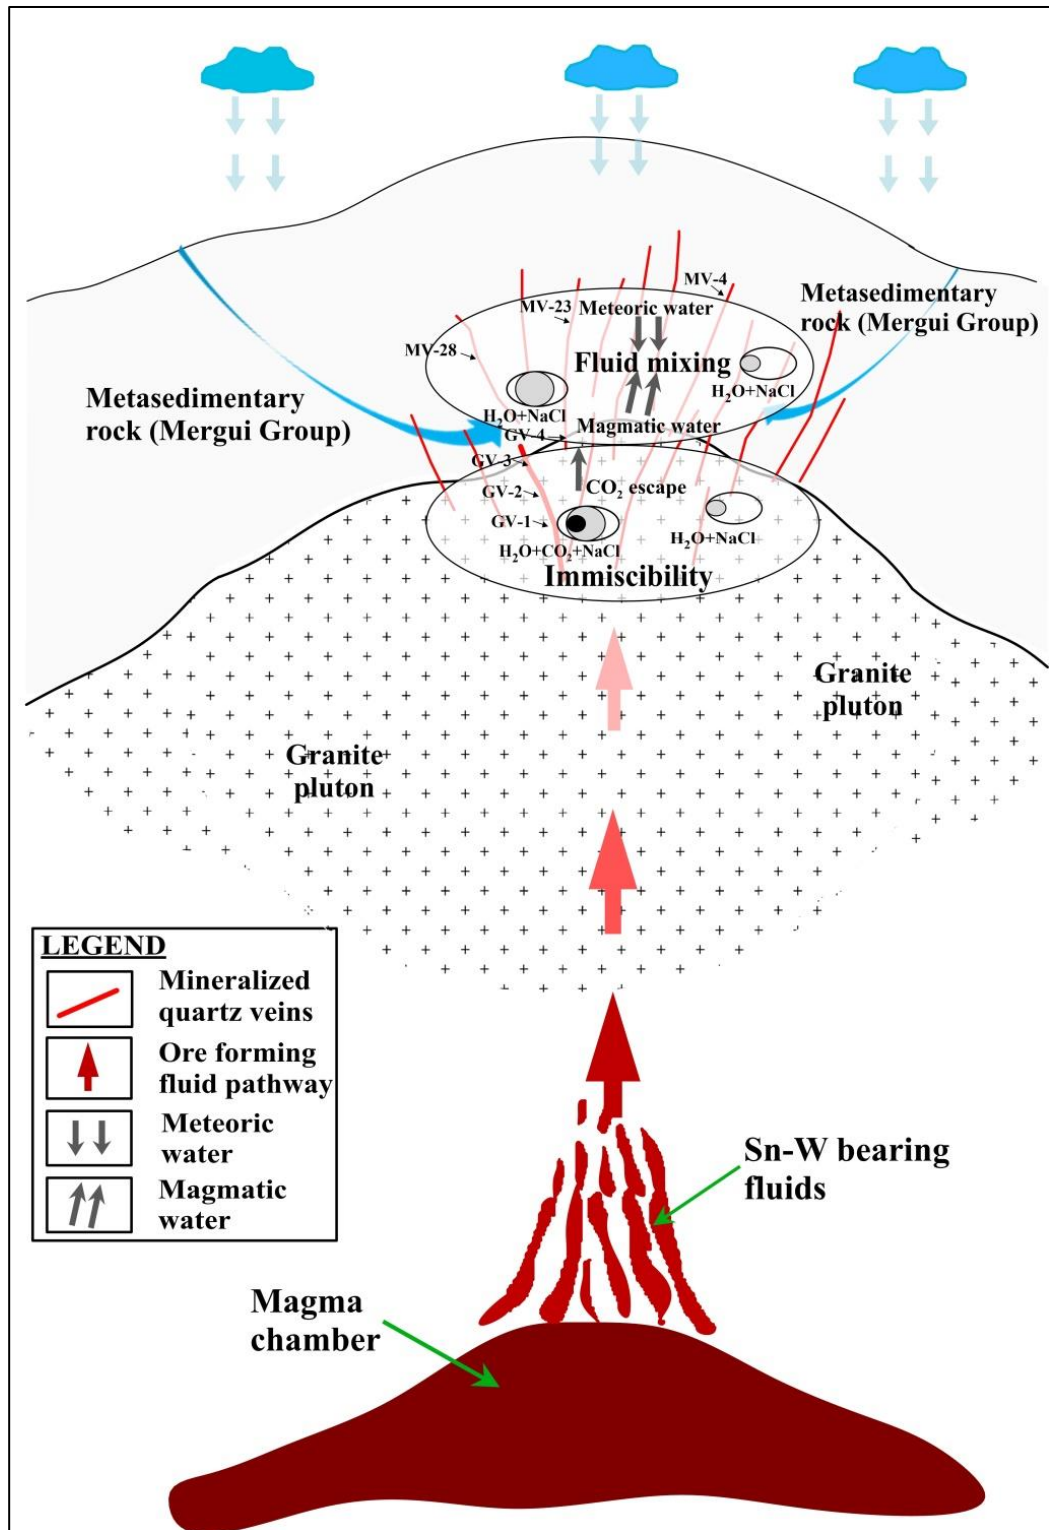 MV-4
MV-23
Meteoric water
Metasedimentary
rock (Mergui Group)
MV-28
Fluid mixing
H₂O+NaCl
H₂O+NaCl
Metasedimentary
rock (Mergui Group)
GV-4
Magmatic water
GV-3
GV-2
CO₂ escape
GV-1
H₂O+CO₂+NaCl
H₂O+NaCl
Immiscibility
Granite
pluton
Granite
pluton
LEGEND
Mineralized
quartz veins
Ore forming
fluid pathway
Meteoric
water
Magmatic
water
Sn-W bearing
fluids
Magma
chamber